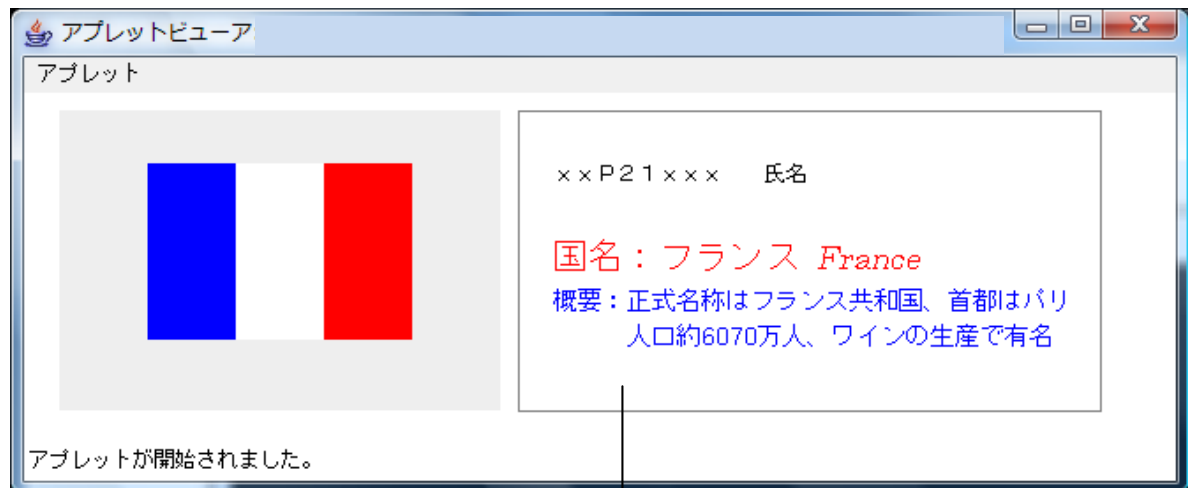 アプレットビューア
アプレット
××P21××× 氏名
国名：フランス France
概要：正式名称はフランス共和国、首都はパリ
人口約6070万人、ワインの生産で有名
アプレットが開始されました。